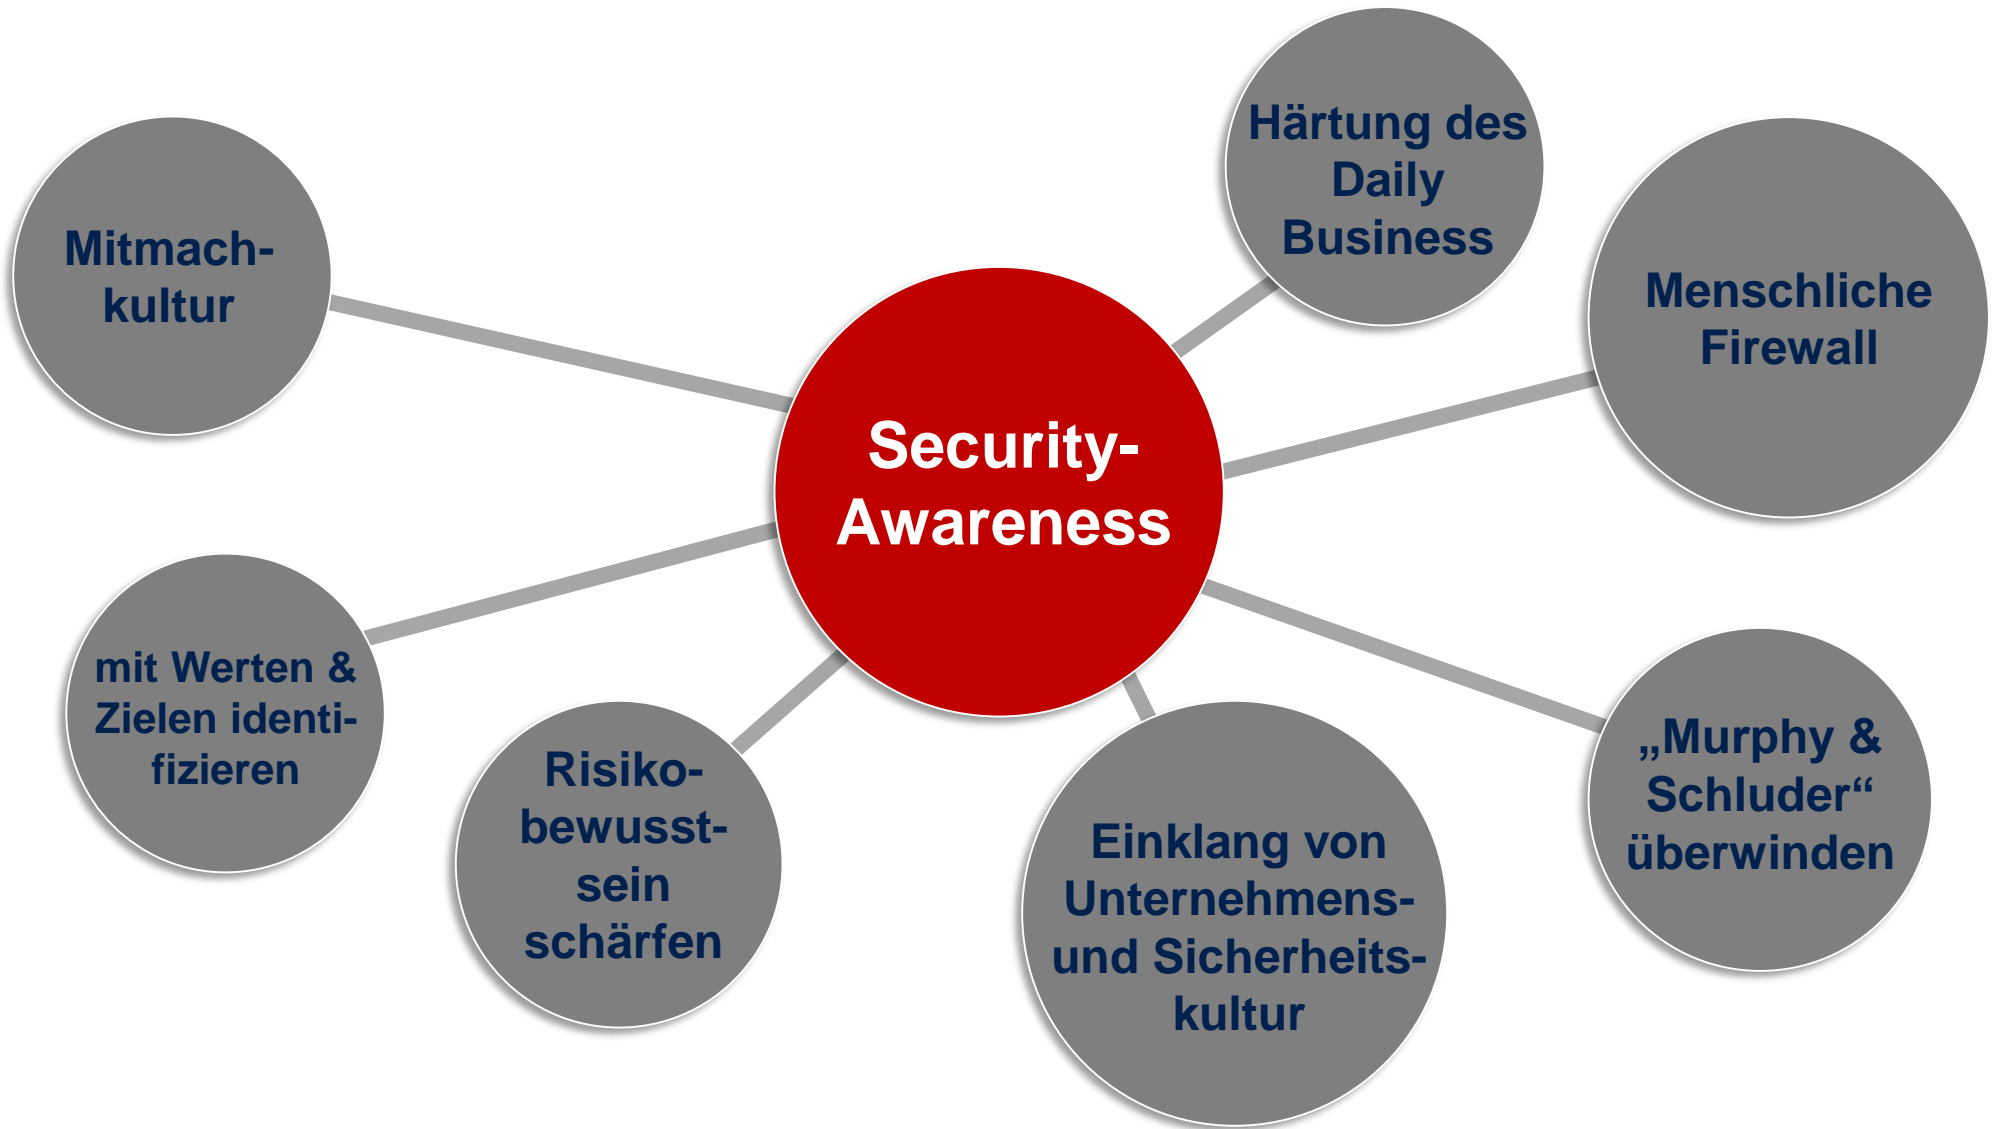 Härtung des
Daily
Business
Mitmach-
kultur
Menschliche
Firewall
Security-
Awareness
mit Werten &
Zielen identi-
fizieren
Risiko-
bewusst-
sein
schärfen
Einklang von
Unternehmens-
und Sicherheits-
kultur
„Murphy &
Schluder“
überwinden